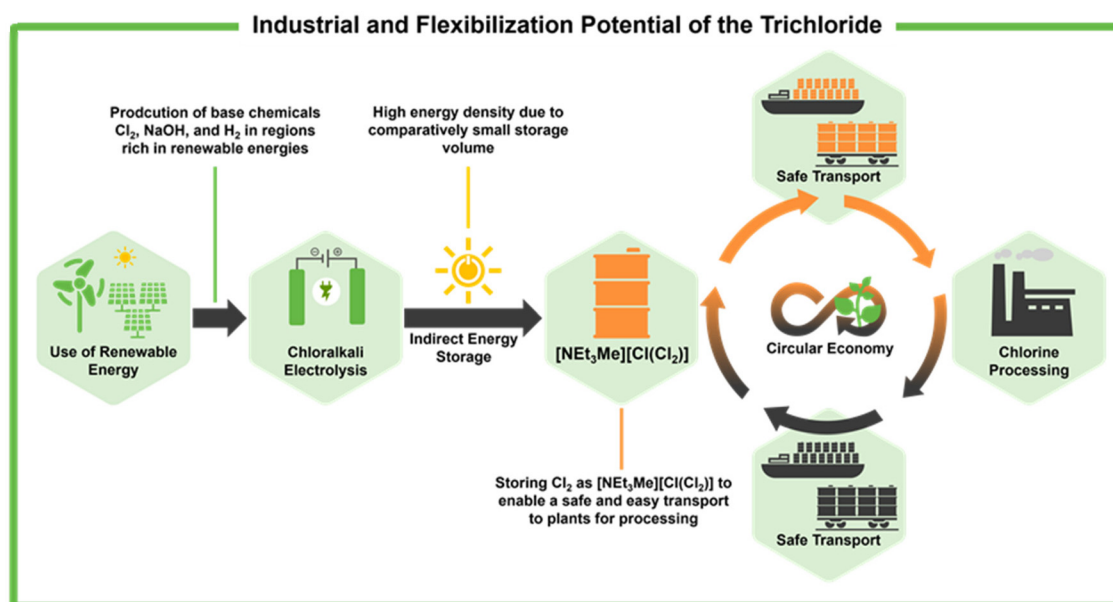 Industrial and Flexibilization Potential of the Trichloride
Prodcution of base chemicals
Cl₂, NaOH, and H₂ in regions
rich in renewable energies
High energy density due to
comparatively small storage
volume
Safe Transport
Use of Renewable
Energy
Chloralkali
Electrolysis
Indirect Energy
Storage
[NEt₃Me][Cl(Cl₂)]
Circular Economy
Chlorine
Processing
Storing Cl₂ as [NEt₃Me][Cl(Cl₂)] to
enable a safe and easy transport
to plants for processing
Safe Transport